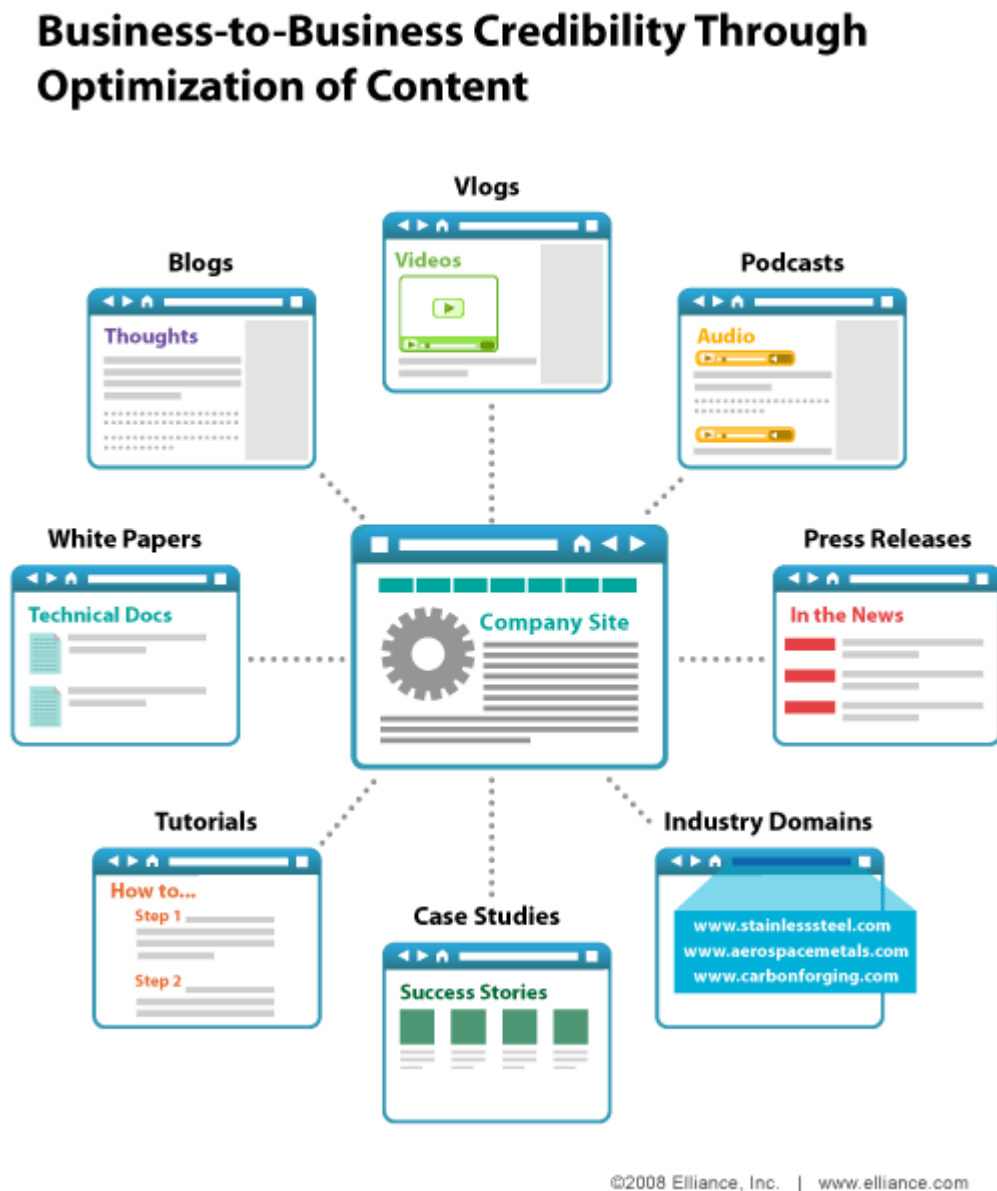 Business-to-Business Credibility Through
Optimization of Content
Vlogs
Videos
Blogs
Thoughts
Podcasts
Audio
White Papers
Technical Docs
Company Site
Press Releases
In the News
Tutorials
How to...
Step 1
Step 2
Case Studies
Success Stories
Industry Domains
www.stainlesssteel.com
www.aerospacemetals.com
www.carbonforging.com
©2008 Elliance, Inc. | www.elliance.com